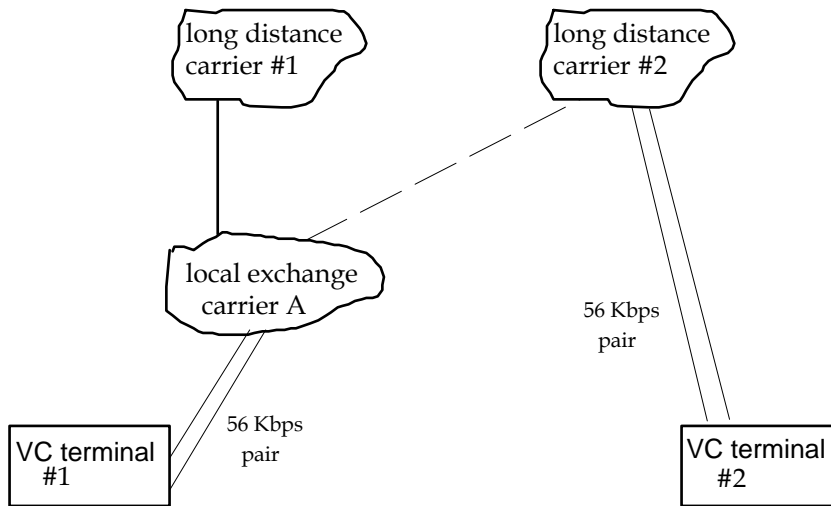 long distance
carrier #1
long distance
carrier #2
local exchange
carrier A
56 Kbps
pair
56 Kbps
pair
VC terminal
#1
VC terminal
#2